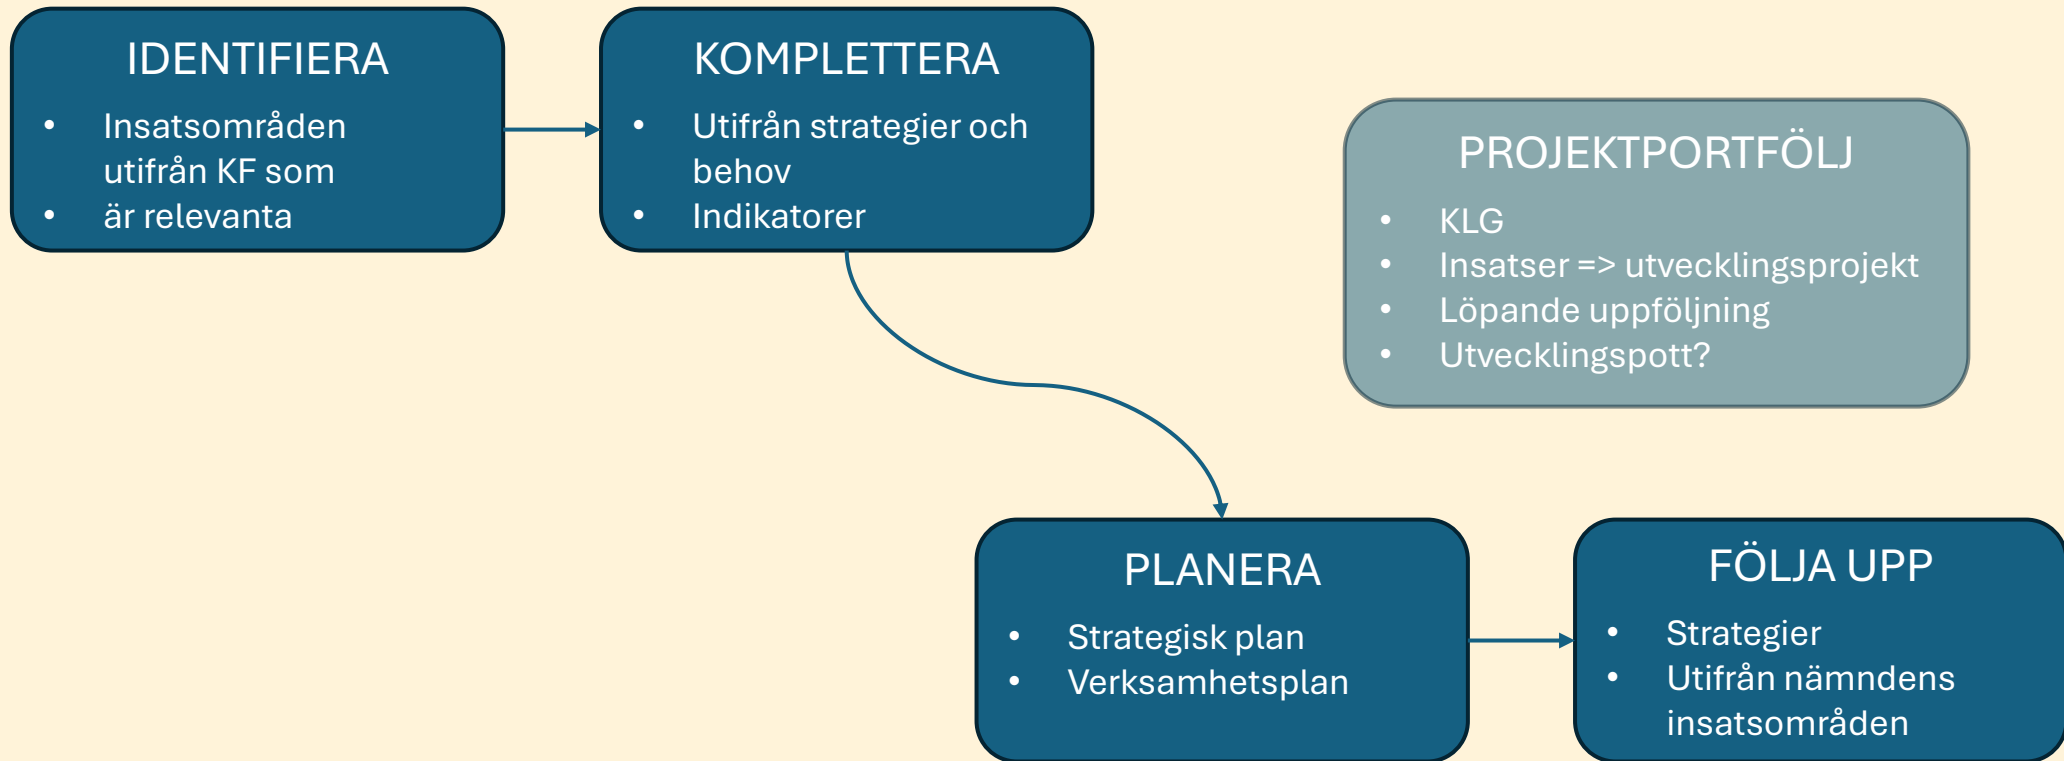 IDENTIFIERA
• Insatsområden
utifrån KF som
• är relevanta
KOMPLETTERA
• Utifrån strategier och
behov
• Indikatorer
PROJEKTPORTFÖLJ
• KLG
• Insatser => utvecklingsprojekt
• Löpande uppföljning
• Utvecklingspott?
PLANERA
• Strategisk plan
• Verksamhetsplan
FÖLJA UPP
• Strategier
• Utifrån nämndens
insatsområden